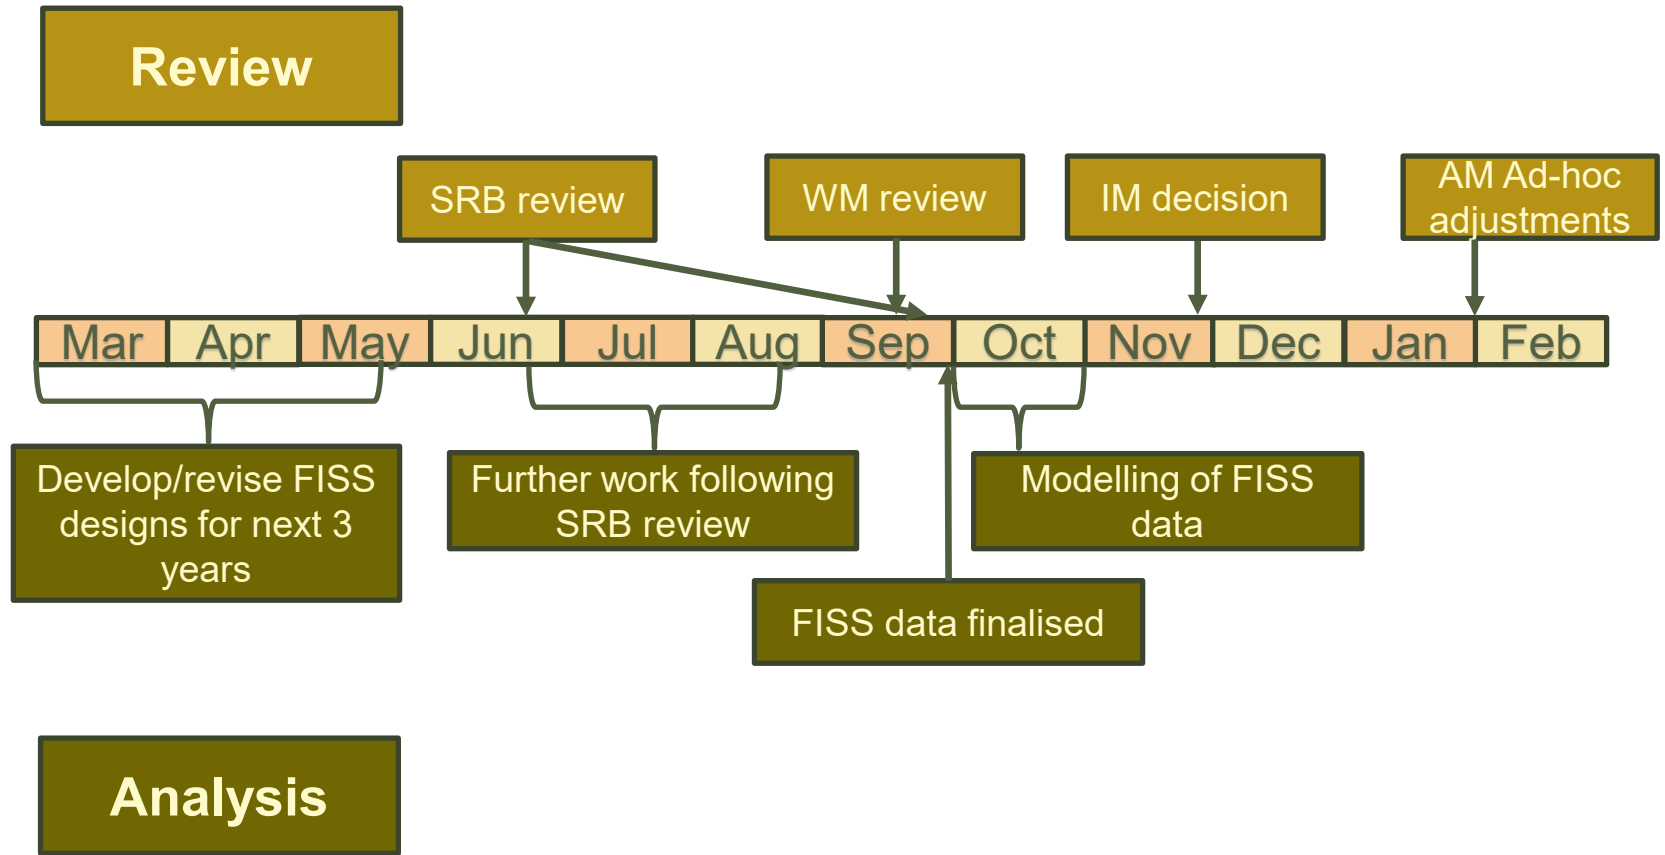 Review
SRB review
WM review
IM decision
AM Ad-hoc
adjustments
Mar Apr May Jun Jul Aug Sep Oct Nov Dec Jan Feb
Develop/revise FISS
designs for next 3
years
Further work following
SRB review
Modelling of FISS
data
FISS data finalised
Analysis